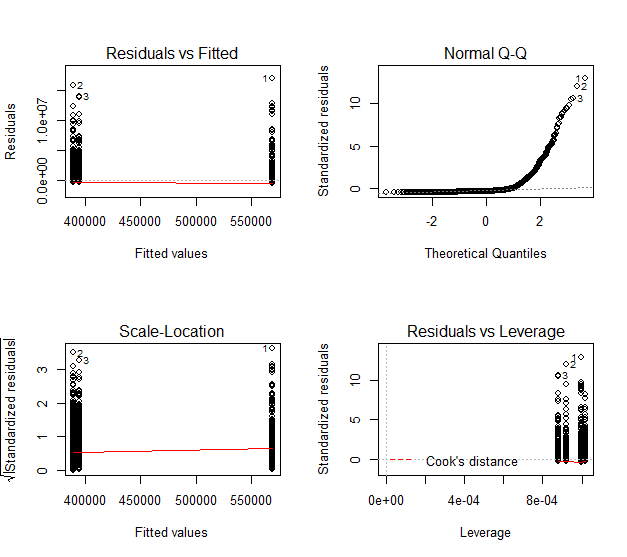 Residuals vs Fitted
Residuals
0.0e+00
1.0e+07
1
2
3
400000 450000 500000 550000
Fitted values
Normal Q-Q
Standardized residuals
0
5
10
1
2
3
-2 0 2
Theoretical Quantiles
Scale-Location
√|Standardized residuals|
0
1
2
3
1
2
3
400000 450000 500000 550000
Fitted values
Residuals vs Leverage
Standardized residuals
0
5
10
1
2
3
Cook's distance
0e+00 4e-04 8e-04
Leverage